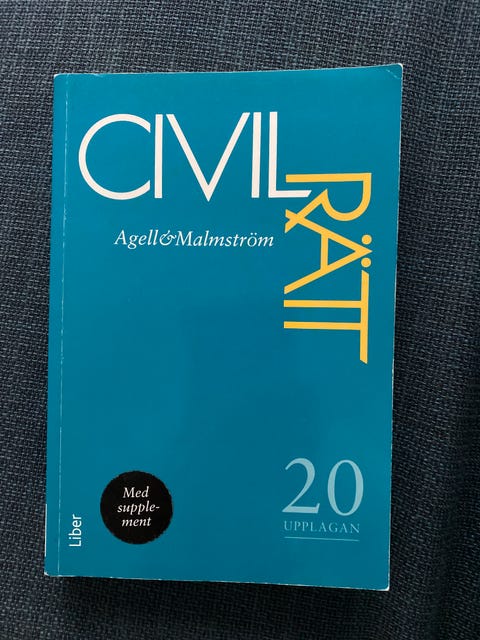 CIVIL
RÄTT
Agell&Malmström
20
UPPLAGAN
Med
supple-
ment
Liber